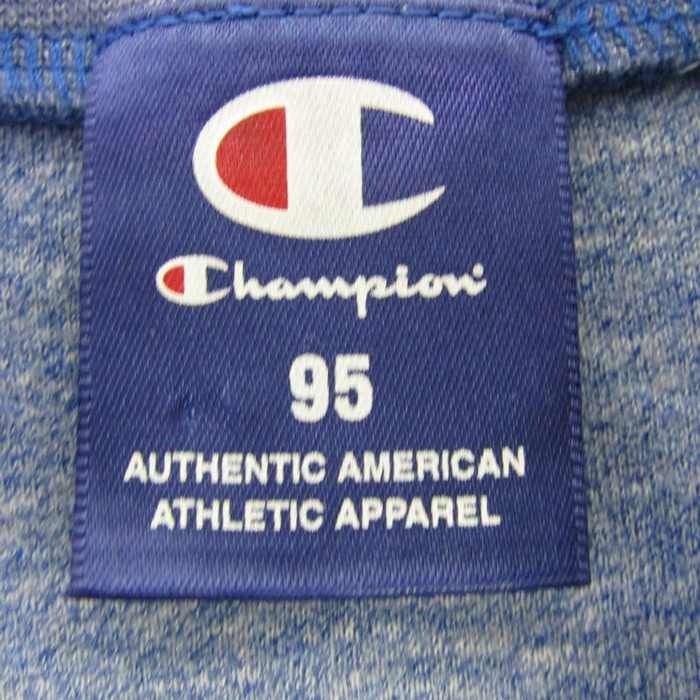 Champion
95
AUTHENTIC AMERICAN
ATHLETIC APPAREL